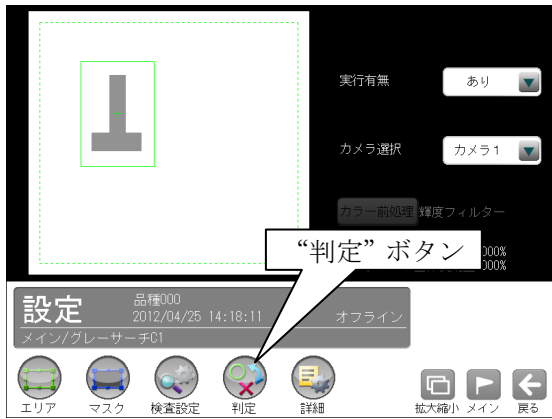 実行有無 あり
カメラ選択 カメラ1
カラー前処理 輝度フィルター
“判定”ボタン
000%
000%
設定 品種000
2012/04/25 14:18:11 オフライン
メイン/グレーサーチC1
エリア マスク 検査設定 判定 詳細 拡大縮小 メイン 戻る